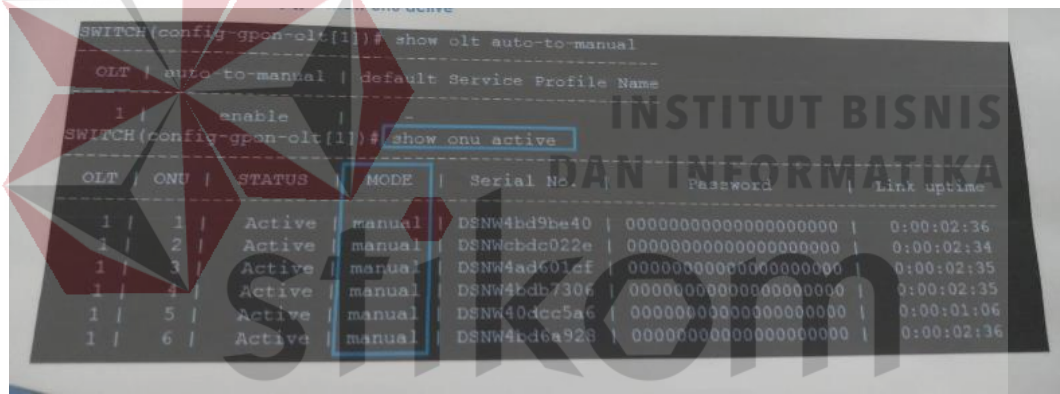 onu active
SWITCH(config-gpon-olt[1])# show olt auto-to-manual
OLT | auto-to-manual | default Service Profile Name
1 | enable | -
SWITCH(config-gpon-olt[1])# show onu active
OLT | ONU | STATUS | MODE | Serial No. | Password | Link uptime
1 | 1 | Active | manual | DSNW4bd9be40 | 00000000000000000000 | 0:00:02:36
1 | 2 | Active | manual | DSNWcbdc022e | 00000000000000000000 | 0:00:02:34
1 | 3 | Active | manual | DSNW4ad601cf | 00000000000000000000 | 0:00:02:35
1 | 4 | Active | manual | DSNW4bdb7306 | 00000000000000000000 | 0:00:02:35
1 | 5 | Active | manual | DSNW40dcc5a6 | 00000000000000000000 | 0:00:01:06
1 | 6 | Active | manual | DSNW4bd6a928 | 00000000000000000000 | 0:00:02:36
INSTITUT BISNIS
DAN INFORMATIKA
stikom